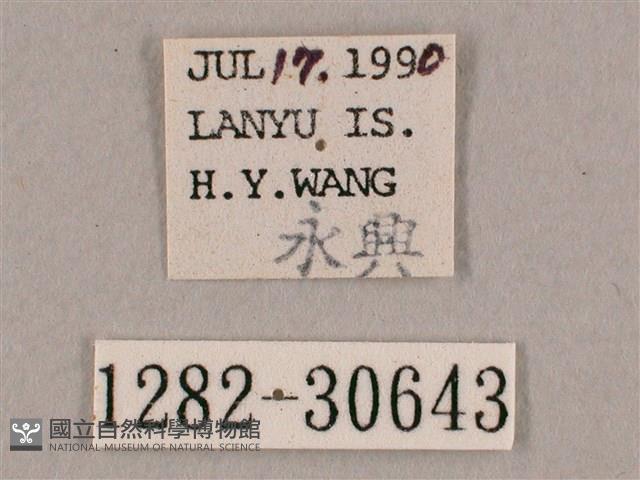 JUL 17. 1990
LANYU IS.
H.Y.WANG
永興
1282-30643
國立自然科學博物館
NATIONAL MUSEUM OF NATURAL SCIENCE